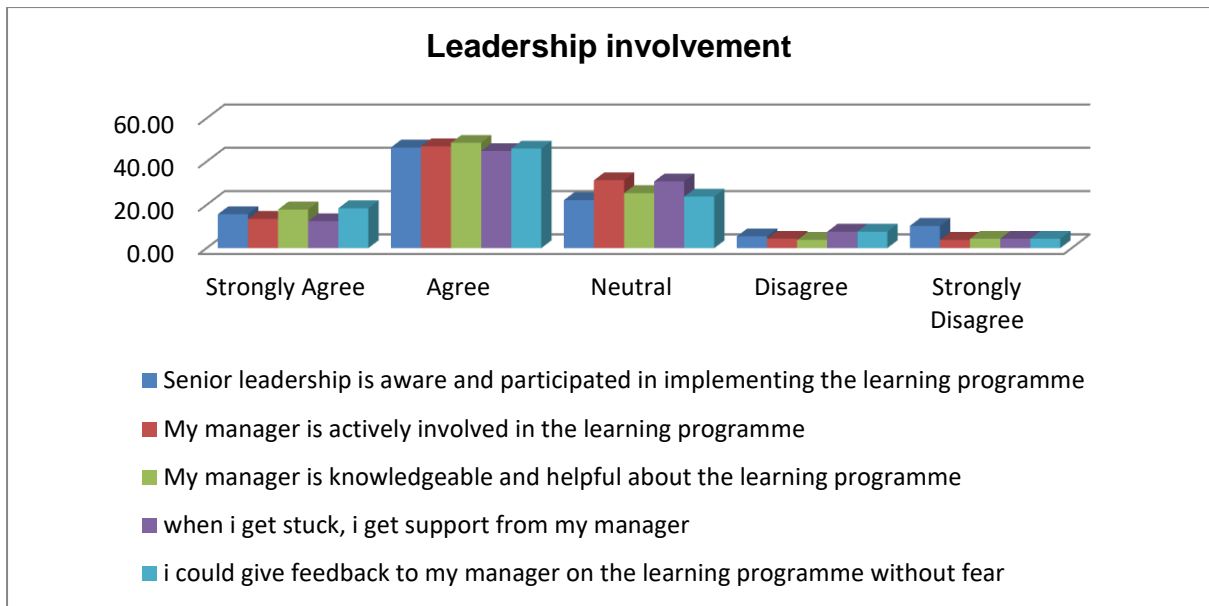 Leadership involvement
60.00
40.00
20.00
0.00
Strongly Agree
Agree
Neutral
Disagree
Strongly
Disagree
Senior leadership is aware and participated in implementing the learning programme
My manager is actively involved in the learning programme
My manager is knowledgeable and helpful about the learning programme
when i get stuck, i get support from my manager
i could give feedback to my manager on the learning programme without fear